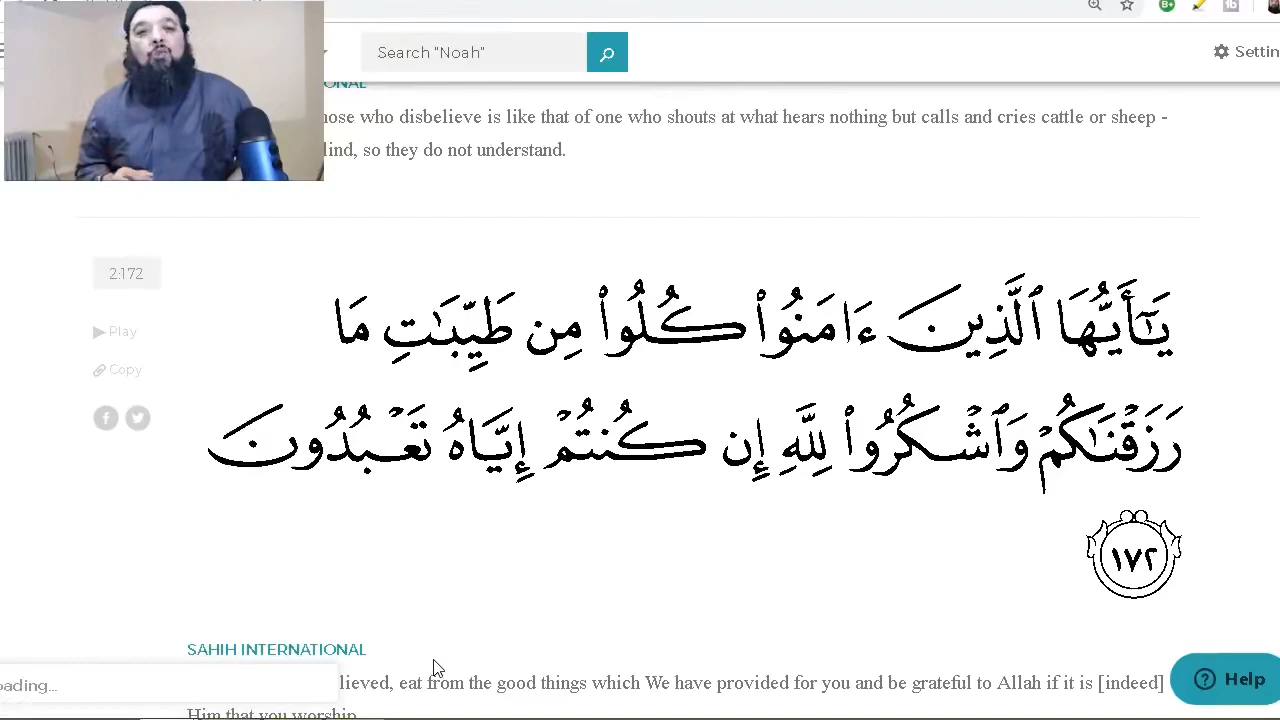 Search "Noah"
Settin
ONAL
hose who disbelieve is like that of one who shouts at what hears nothing but calls and cries cattle or sheep -
lind, so they do not understand.
2:172
Play
Copy
يَـٰٓأَيُّهَا ٱلَّذِينَ ءَامَنُوا۟ كُلُوا۟ مِن طَيِّبَـٰتِ مَا
رَزَقْنَـٰكُمْ وَٱشْكُرُوا۟ لِلَّهِ إِن كُنتُمْ إِيَّاهُ تَعْبُدُونَ
١٧٢
SAHIH INTERNATIONAL
lieved, eat from the good things which We have provided for you and be grateful to Allah if it is [indeed]
Him that you worship
oading...
Help